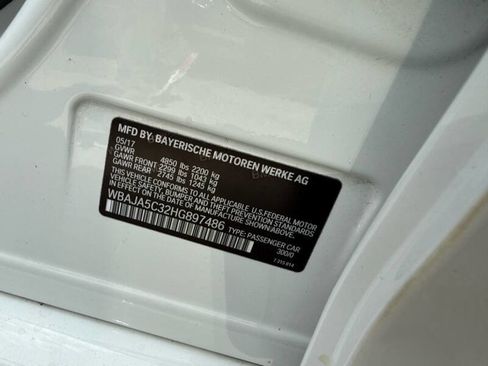 MFD BY: BAYERISCHE MOTOREN WERKE AG
05/17
GVWR 4850 lbs 2200 kg
GAWR FRONT 2299 lbs 1043 kg
GAWR REAR 2745 lbs 1245 kg
THIS VEHICLE CONFORMS TO ALL APPLICABLE U.S. FEDERAL MOTOR
VEHICLE SAFETY, BUMPER AND THEFT PREVENTION STANDARDS
IN EFFECT ON THE DATE OF MANUFACTURE SHOWN ABOVE.
WBAJA5C32HG897486 TYPE: PASSENGER CAR
300/0